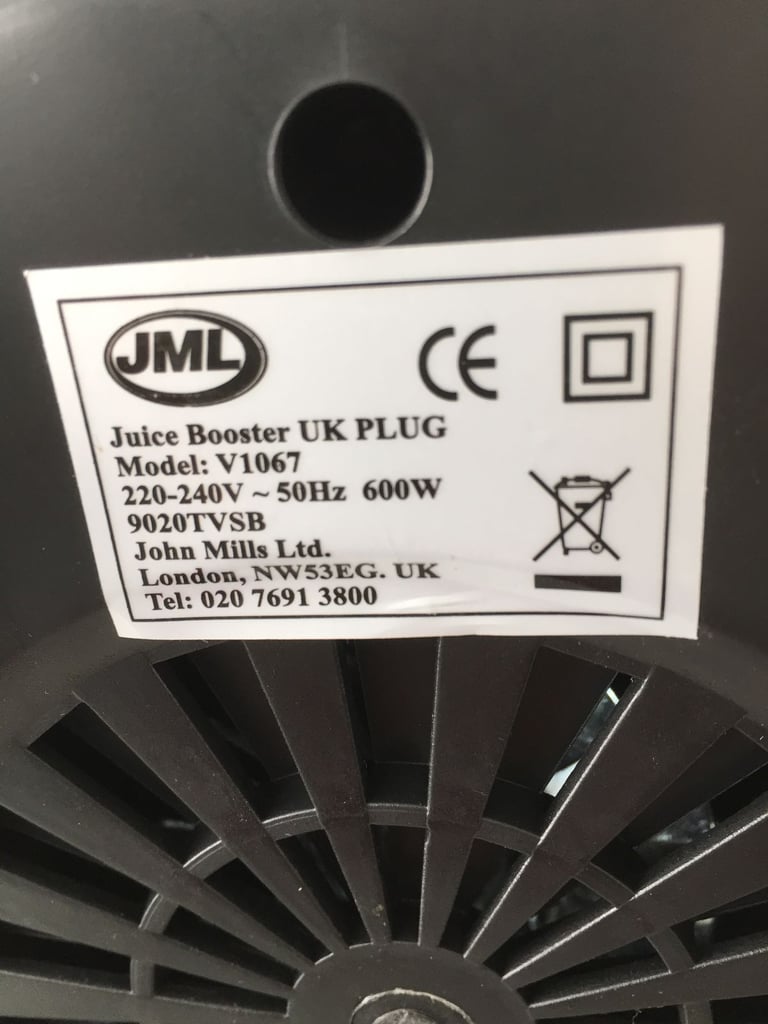 JML
CE
Juice Booster UK PLUG
Model: V1067
220-240V ~ 50Hz 600W
9020TVSB
John Mills Ltd.
London, NW53EG. UK
Tel: 020 7691 3800